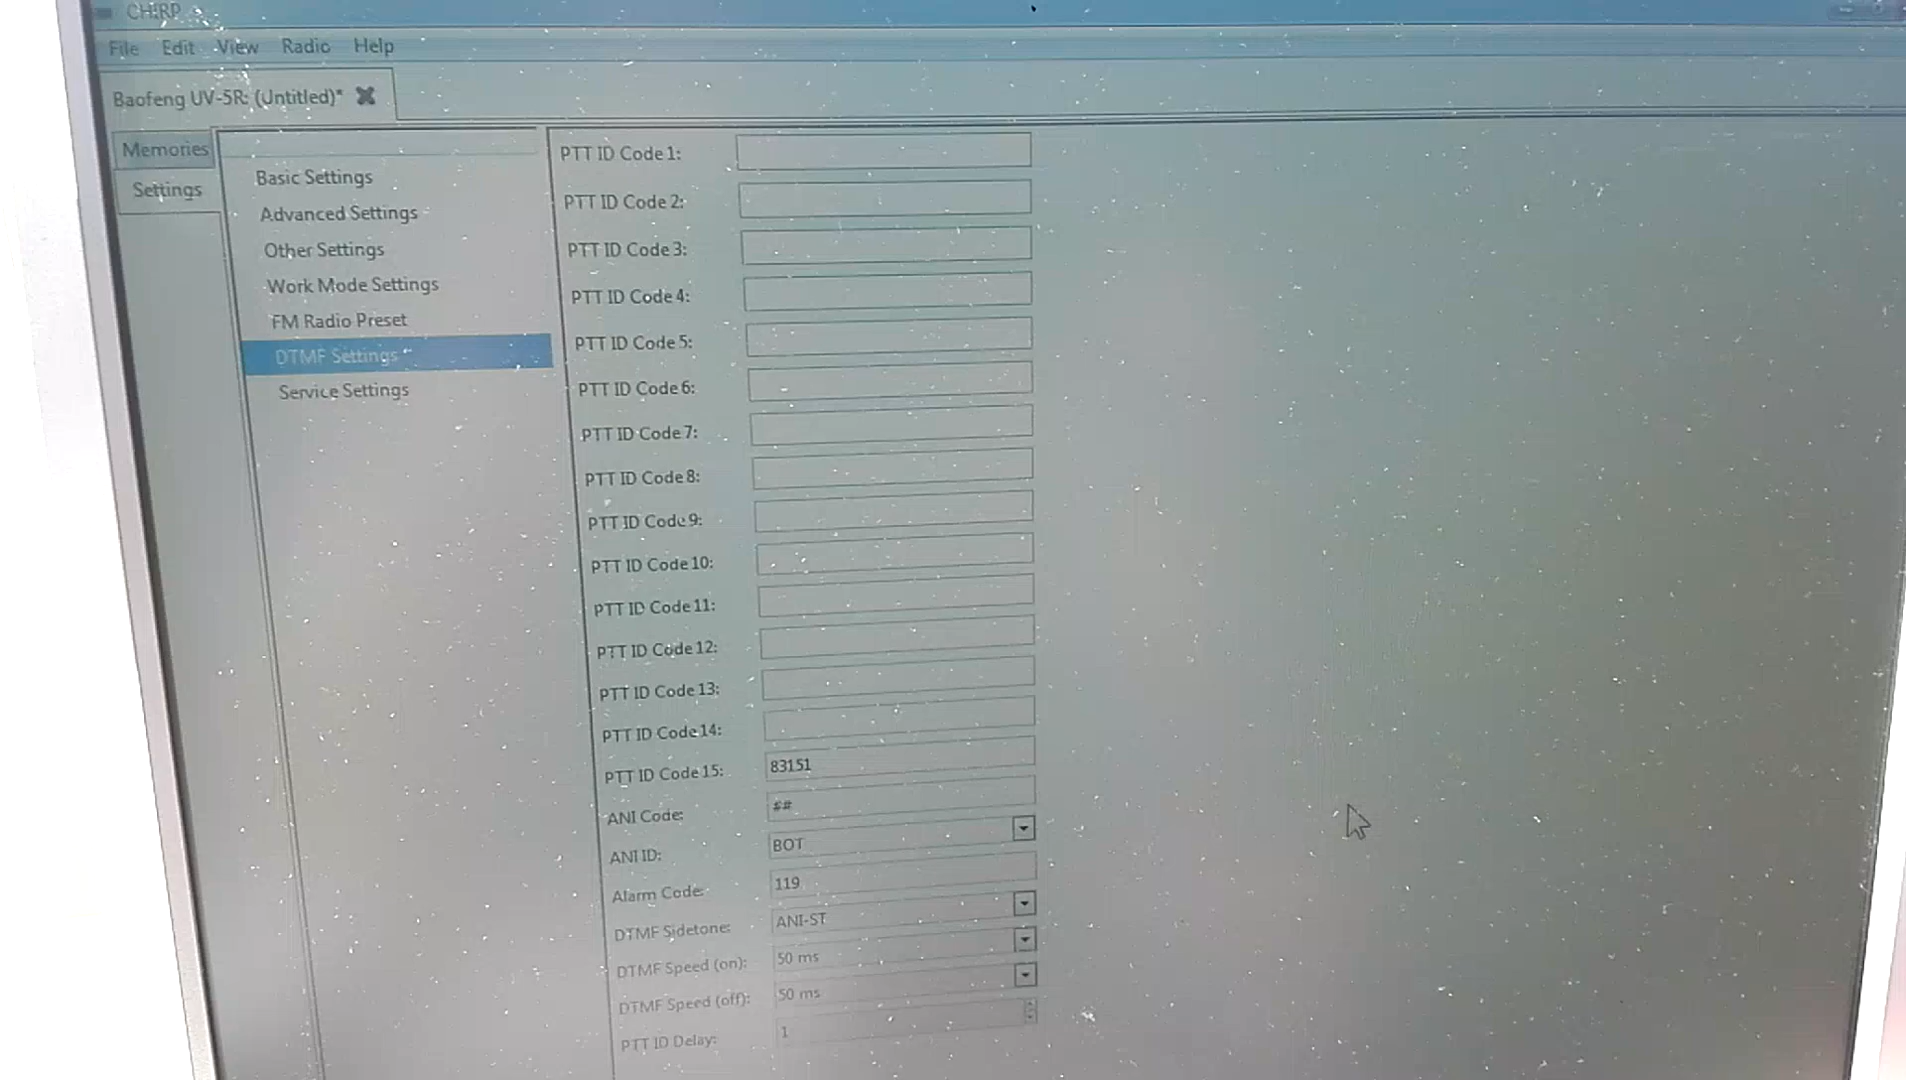 CHIRP
File Edit View Radio Help
Baofeng UV-5R: (Untitled)*
Memories
Settings
Basic Settings
Advanced Settings
Other Settings
Work Mode Settings
FM Radio Preset
DTMF Settings
Service Settings
PTT ID Code 1:
PTT ID Code 2:
PTT ID Code 3:
PTT ID Code 4:
PTT ID Code 5:
PTT ID Code 6:
PTT ID Code 7:
PTT ID Code 8:
PTT ID Code 9:
PTT ID Code 10:
PTT ID Code 11:
PTT ID Code 12:
PTT ID Code 13:
PTT ID Code 14:
PTT ID Code 15: 83151
ANI Code: ##
ANI ID: BOT
Alarm Code: 119
DTMF Sidetone: ANI-ST
DTMF Speed (on): 50 ms
DTMF Speed (off): 50 ms
PTT ID Delay: 1